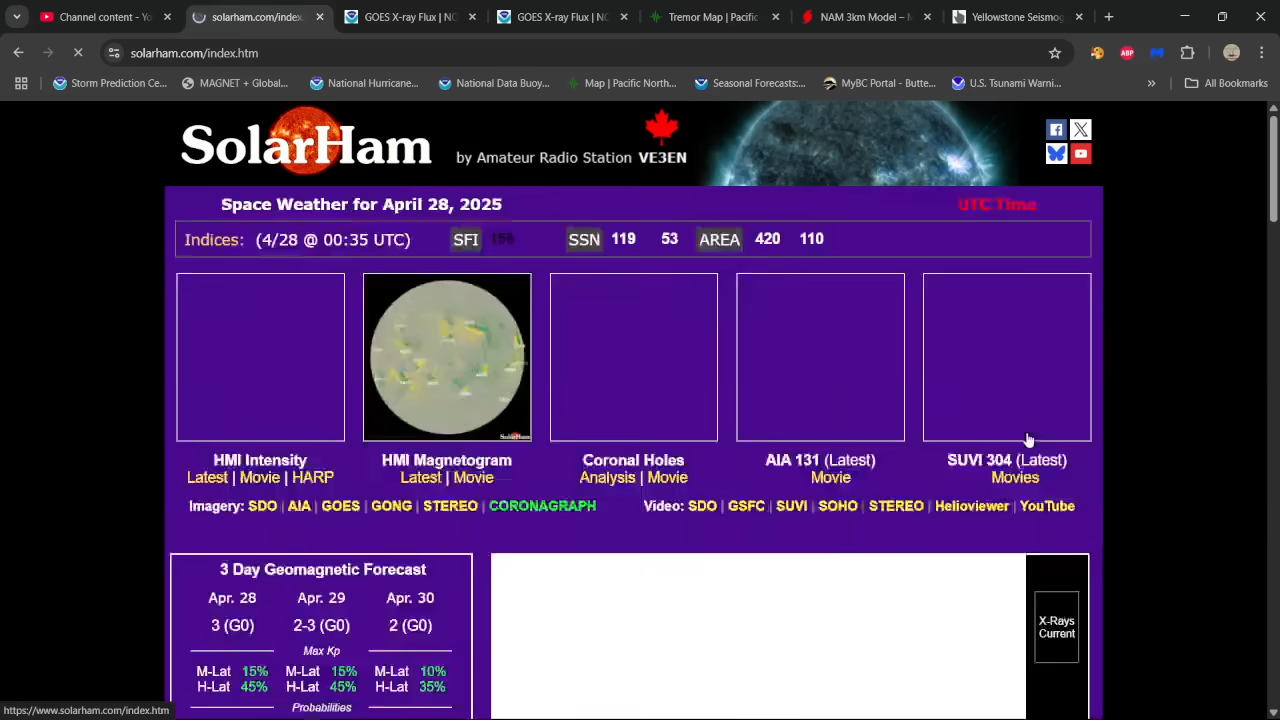 Content - Yo
solarham.com/index.
GOES X-ray Flux | NO
GOES X-ray Flux | NO
Tremor Map | Pacific
NAM 3km Model – M
Yellowstone Seismog
solarham.com/index.htm
ABP
Storm Prediction Ce...
MAGNET + Global...
National Hurricane...
National Data Buoy...
Map | Pacific North...
Seasonal Forecasts:...
MyBC Portal - Butte...
U.S. Tsunami Warni...
All Bookmarks
SolarHam
by Amateur Radio Station VE3EN
Space Weather for April 28, 2025
UTC Time
Indices: (4/28 @ 00:35 UTC) SFI 156 SSN 119 53 AREA 420 110
SolarHam
HMI Intensity
Latest | Movie | HARP
HMI Magnetogram
Latest | Movie
Coronal Holes
Analysis | Movie
AIA 131 (Latest)
Movie
SUVI 304 (Latest)
Movies
Imagery: SDO | AIA | GOES | GONG | STEREO | CORONAGRAPH
Video: SDO | GSFC | SUVI | SOHO | STEREO | Helioviewer | YouTube
3 Day Geomagnetic Forecast
Apr. 28 Apr. 29 Apr. 30
3 (G0) 2-3 (G0) 2 (G0)
Max Kp
M-Lat 15% M-Lat 15% M-Lat 10%
H-Lat 45% H-Lat 45% H-Lat 35%
Probabilities
X-Rays
Current
https://www.solarham.com/index.htm